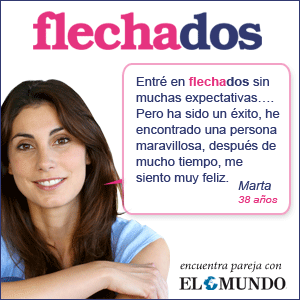 flechados
Entré en flechados sin
muchas expectativas....
Pero ha sido un éxito, he
encontrado una persona
maravillosa, después de
mucho tiempo, me
siento muy feliz.
Marta
38 años
encuentra pareja con
EL MUNDO